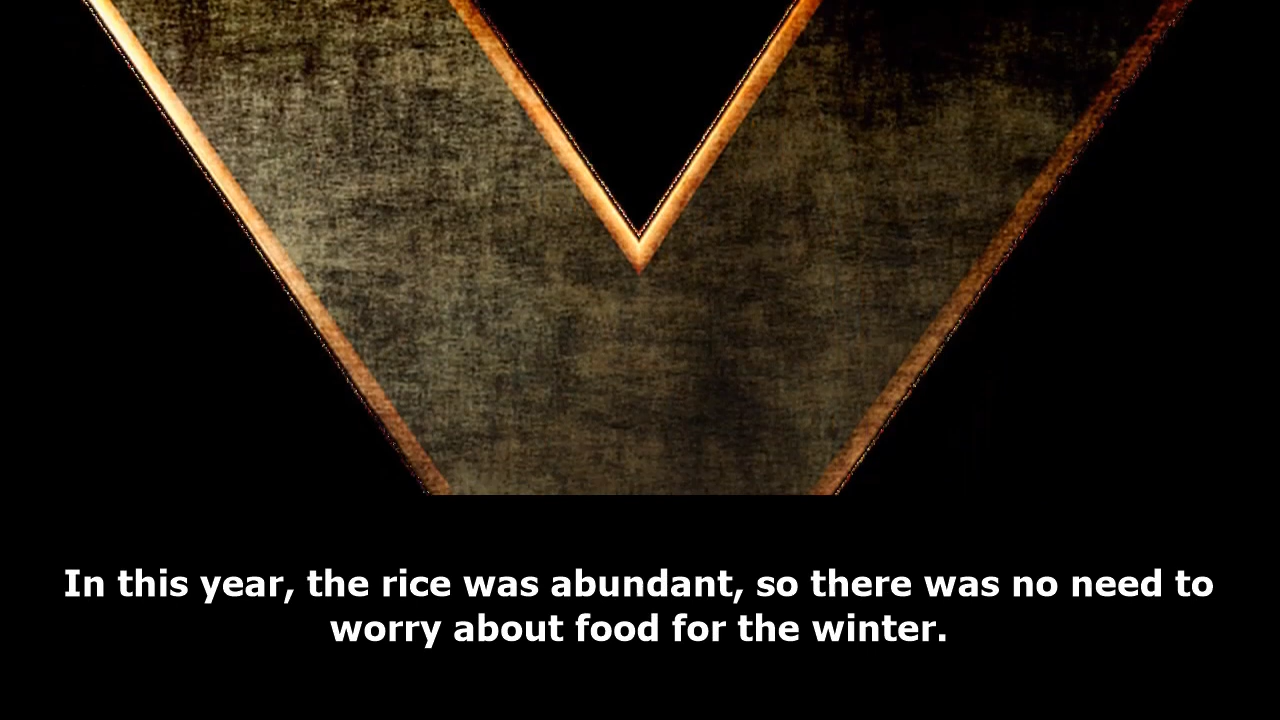 In this year, the rice was abundant, so there was no need to
worry about food for the winter.